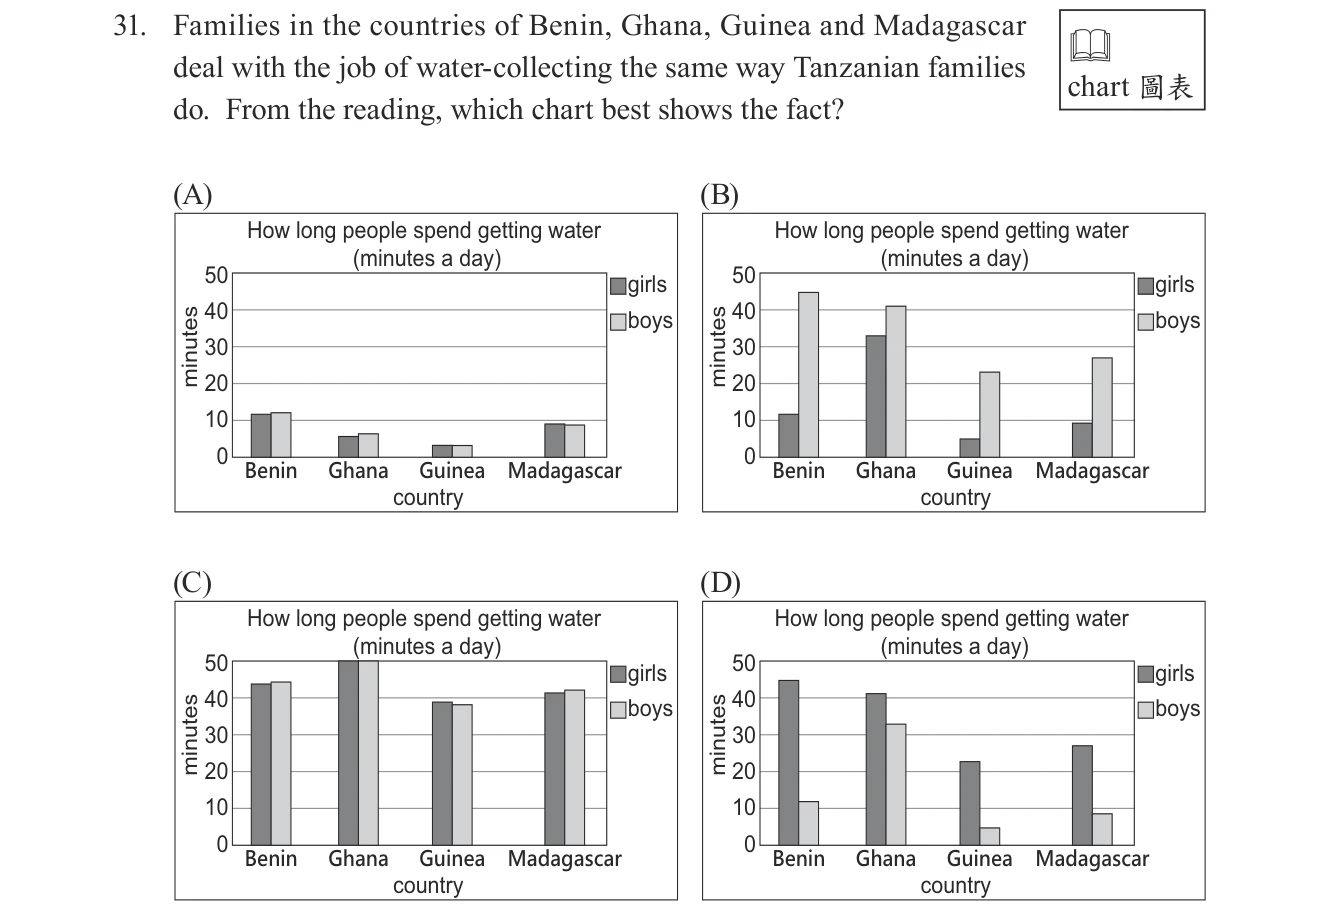 31. Families in the countries of Benin, Ghana, Guinea and Madagascar
deal with the job of water-collecting the same way Tanzanian families
do. From the reading, which chart best shows the fact?
chart 圖表
(A)
How long people spend getting water
(minutes a day)
minutes
50
40
30
20
10
0
girls
boys
Benin Ghana Guinea Madagascar
country
(B)
How long people spend getting water
(minutes a day)
minutes
50
40
30
20
10
0
girls
boys
Benin Ghana Guinea Madagascar
country
(C)
How long people spend getting water
(minutes a day)
minutes
50
40
30
20
10
0
girls
boys
Benin Ghana Guinea Madagascar
country
(D)
How long people spend getting water
(minutes a day)
minutes
50
40
30
20
10
0
girls
boys
Benin Ghana Guinea Madagascar
country